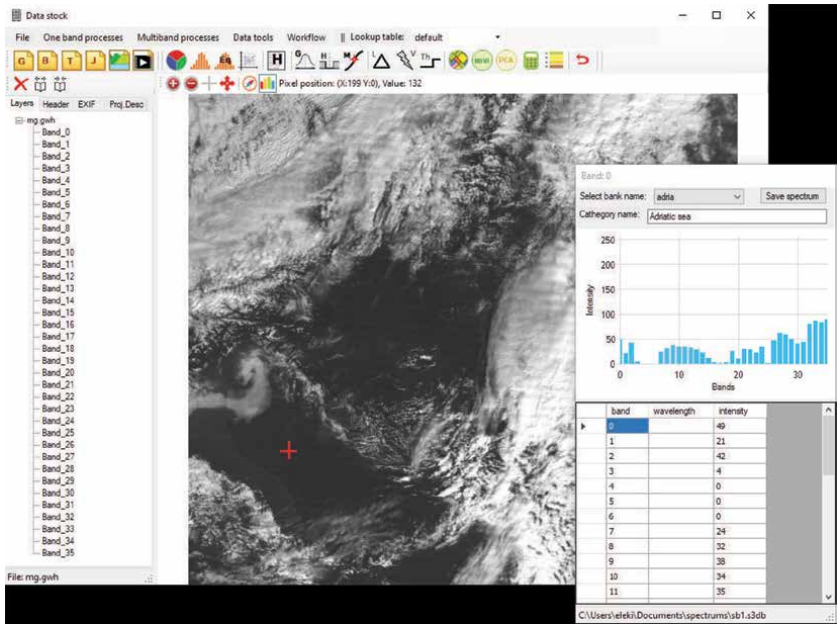 Data stock
File One band processes Multiband processes Data tools Workflow || Lookup table: default
G B T J EQ H G H M L V Th NDVI PCA
Pixel position: (X:199 Y:0), Value: 132
Layers Header EXIF Proj.Desc
mg.gwh
Band_0
Band_1
Band_2
Band_3
Band_4
Band_5
Band_6
Band_7
Band_8
Band_9
Band_10
Band_11
Band_12
Band_13
Band_14
Band_15
Band_16
Band_17
Band_18
Band_19
Band_20
Band_21
Band_22
Band_23
Band_24
Band_25
Band_26
Band_27
Band_28
Band_29
Band_30
Band_31
Band_32
Band_33
Band_34
Band_35
File: mg.gwh
Band: 0
Select bank name: adria Save spectrum
Cathegory name: Adriatic sea
250
200
150
100
50
0
Intensity
0 10 20 30
Bands
band wavelength intensity
0 49
1 21
2 42
3 4
4 0
5 0
6 0
7 24
8 32
9 38
10 34
11 35
C:\Users\eleki\Documents\spectrums\sb1.s3db